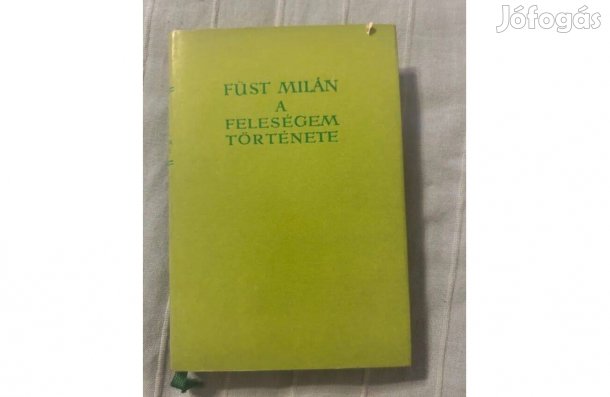 Jófogás
FÜST MILÁN
A
FELESÉGEM
TÖRTÉNETE